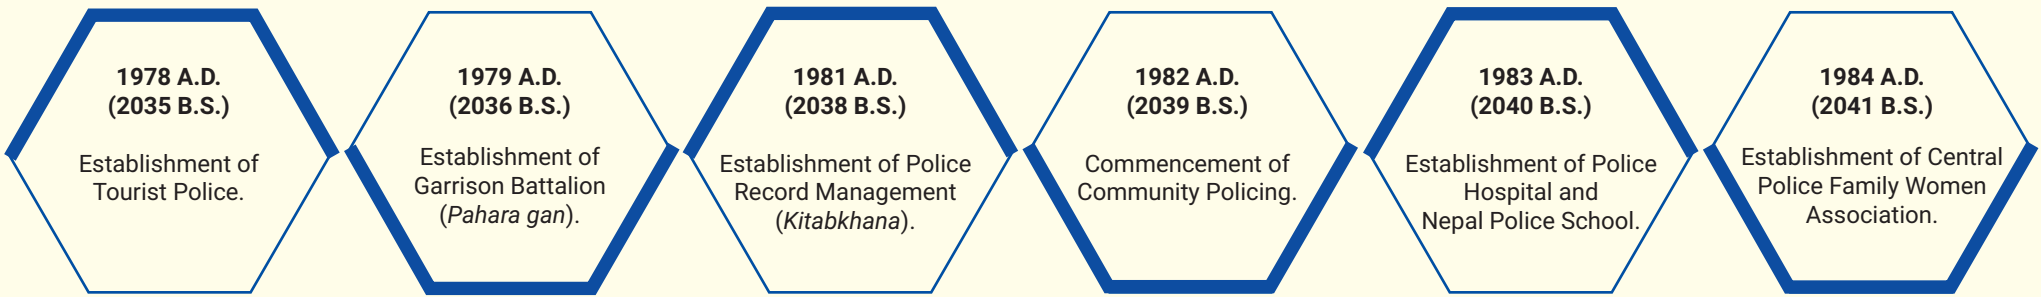 1978 A.D.
(2035 B.S.)
Establishment of
Tourist Police.
1979 A.D.
(2036 B.S.)
Establishment of
Garrison Battalion
(Pahara gan).
1981 A.D.
(2038 B.S.)
Establishment of Police
Record Management
(Kitabkhana).
1982 A.D.
(2039 B.S.)
Commencement of
Community Policing.
1983 A.D.
(2040 B.S.)
Establishment of Police
Hospital and
Nepal Police School.
1984 A.D.
(2041 B.S.)
Establishment of Central
Police Family Women
Association.